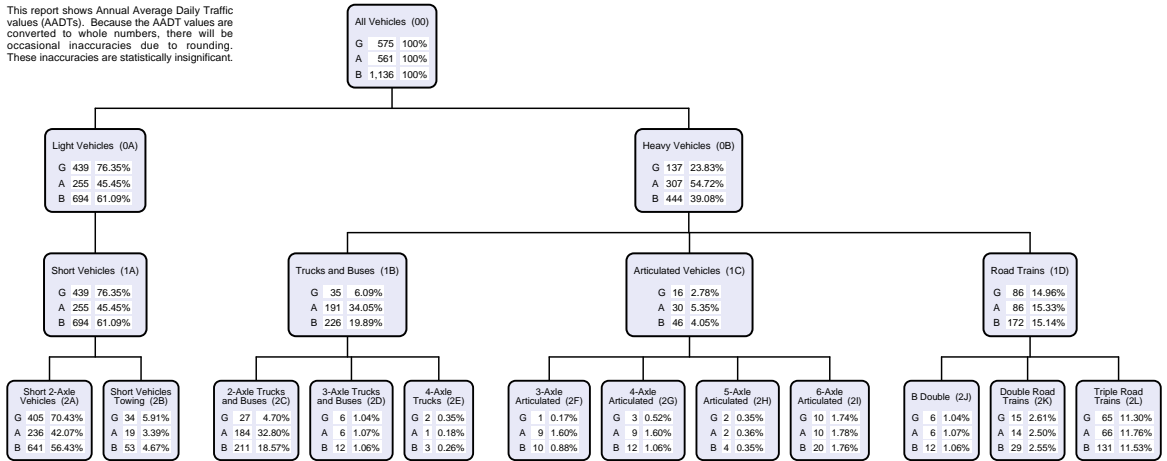 This report shows Annual Average Daily Traffic
values (AADTs). Because the AADT values are
converted to whole numbers, there will be
occasional inaccuracies due to rounding.
These inaccuracies are statistically insignificant.
All Vehicles (00)
G 575 100%
A 561 100%
B 1,136 100%
Light Vehicles (0A)
G 439 76.35%
A 255 45.45%
B 694 61.09%
Heavy Vehicles (0B)
G 137 23.83%
A 307 54.72%
B 444 39.08%
Short Vehicles (1A)
G 439 76.35%
A 255 45.45%
B 694 61.09%
Trucks and Buses (1B)
G 35 6.09%
A 191 34.05%
B 226 19.89%
Articulated Vehicles (1C)
G 16 2.78%
A 30 5.35%
B 46 4.05%
Road Trains (1D)
G 86 14.96%
A 86 15.33%
B 172 15.14%
Short 2-Axle
Vehicles (2A)
G 405 70.43%
A 236 42.07%
B 641 56.43%
Short Vehicles
Towing (2B)
G 34 5.91%
A 19 3.39%
B 53 4.67%
2-Axle Trucks
and Buses (2C)
G 27 4.70%
A 184 32.80%
B 211 18.57%
3-Axle Trucks
and Buses (2D)
G 6 1.04%
A 6 1.07%
B 12 1.06%
4-Axle
Trucks (2E)
G 2 0.35%
A 1 0.18%
B 3 0.26%
3-Axle
Articulated (2F)
G 1 0.17%
A 9 1.60%
B 10 0.88%
4-Axle
Articulated (2G)
G 3 0.52%
A 9 1.60%
B 12 1.06%
5-Axle
Articulated (2H)
G 2 0.35%
A 2 0.36%
B 4 0.35%
6-Axle
Articulated (2I)
G 10 1.74%
A 10 1.78%
B 20 1.76%
B Double (2J)
G 6 1.04%
A 6 1.07%
B 12 1.06%
Double Road
Trains (2K)
G 15 2.61%
A 14 2.50%
B 29 2.55%
Triple Road
Trains (2L)
G 65 11.30%
A 66 11.76%
B 131 11.53%